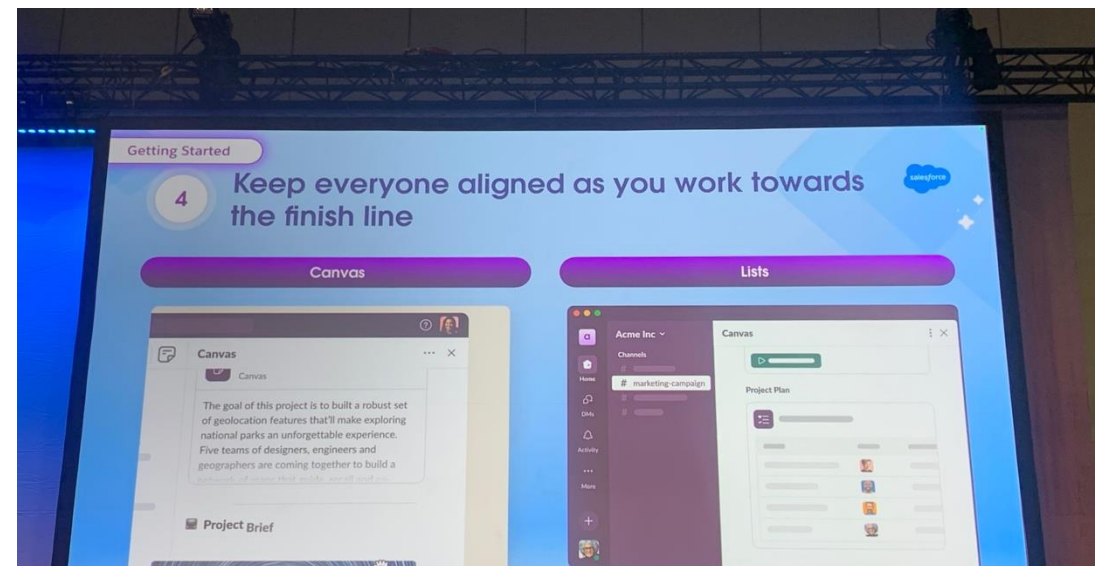 Getting Started
4
Keep everyone aligned as you work towards
the finish line
salesforce
Canvas
Lists
Canvas
Canvas
The goal of this project is to built a robust set
of geolocation features that'll make exploring
national parks an unforgettable experience.
Five teams of designers, engineers and
geographers are coming together to build a
Project Brief
a
Acme Inc
Canvas
Home
Channels
#
# marketing-campaign
#
#
Project Plan
DMs
Activity
More